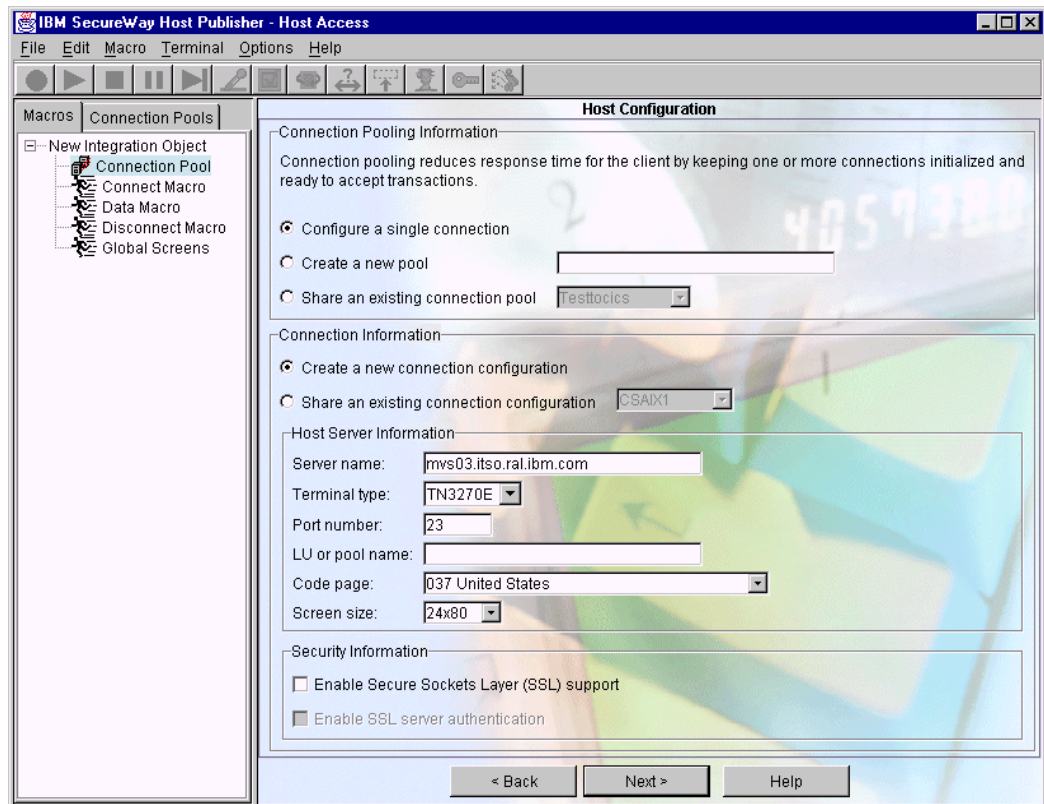 IBM SecureWay Host Publisher - Host Access
File Edit Macro Terminal Options Help
Macros
Connection Pools
New Integration Object
Connection Pool
Connect Macro
Data Macro
Disconnect Macro
Global Screens
Host Configuration
Connection Pooling Information
Connection pooling reduces response time for the client by keeping one or more connections initialized and
ready to accept transactions.
Configure a single connection
Create a new pool
Share an existing connection pool Testtocics
Connection Information
Create a new connection configuration
Share an existing connection configuration CSAIX1
Host Server Information
Server name: mvs03.itso.ral.ibm.com
Terminal type: TN3270E
Port number: 23
LU or pool name:
Code page: 037 United States
Screen size: 24x80
Security Information
Enable Secure Sockets Layer (SSL) support
Enable SSL server authentication
< Back Next > Help